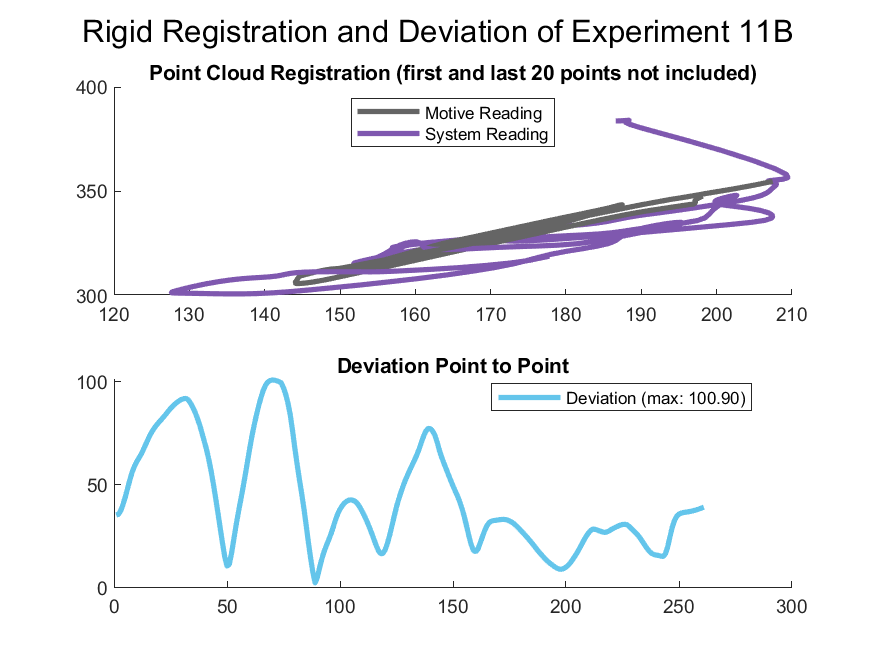 Rigid Registration and Deviation of Experiment 11B
Point Cloud Registration (first and last 20 points not included)
400
350
300
Motive Reading
System Reading
120 130 140 150 160 170 180 190 200 210
Deviation Point to Point
100
50
0
Deviation (max: 100.90)
0 50 100 150 200 250 300